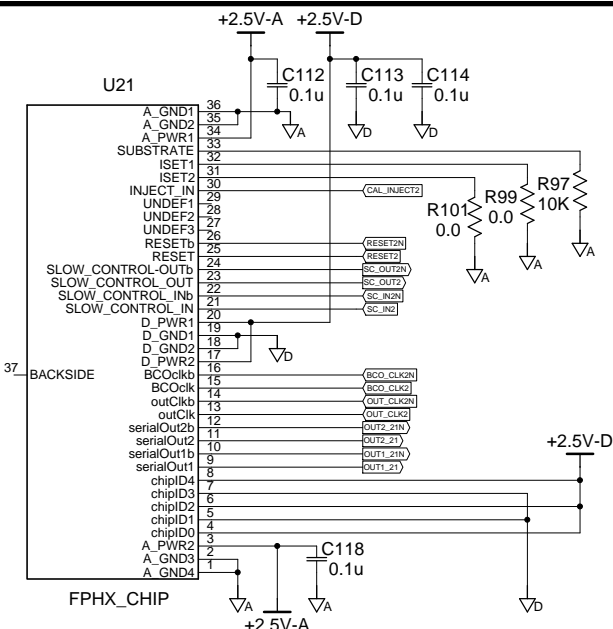 +2.5V-A +2.5V-D
U21
C112
0.1u
C113
0.1u
C114
0.1u
A
D
D
A_GND1 36
A_GND2 35
A_PWR1 34
SUBSTRATE 33
ISET1 32
ISET2 31
INJECT_IN 30 CAL_INJECT2
UNDEF1 29
UNDEF2 28
UNDEF3 27
RESETb 26 RESET2N
RESET 25 RESET2
SLOW_CONTROL-OUTb 24 SC_OUT2N
SLOW_CONTROL_OUT 23 SC_OUT2
SLOW_CONTROL_INb 22 SC_IN2N
SLOW_CONTROL_IN 21 SC_IN2
D_PWR1 20
D_GND1 19
D_GND2 18
D_PWR2 17
BCOclkb 16 BCO_CLK2N
BCOclk 15 BCO_CLK2
outClkb 14 OUT_CLK2N
outClk 13 OUT_CLK2
serialOut2b 12 OUT2_21N
serialOut2 11 OUT2_21
serialOut1b 10 OUT1_21N
serialOut1 9 OUT1_21
chipID4 8
chipID3 7
chipID2 6
chipID1 5
chipID0 4
A_PWR2 3
A_GND3 2
A_GND4 1
R101
0.0
R99
0.0
R97
10K
A
A
A
D
37 BACKSIDE
+2.5V-D
C118
0.1u
FPHX_CHIP
A
A
D
+2.5V-A